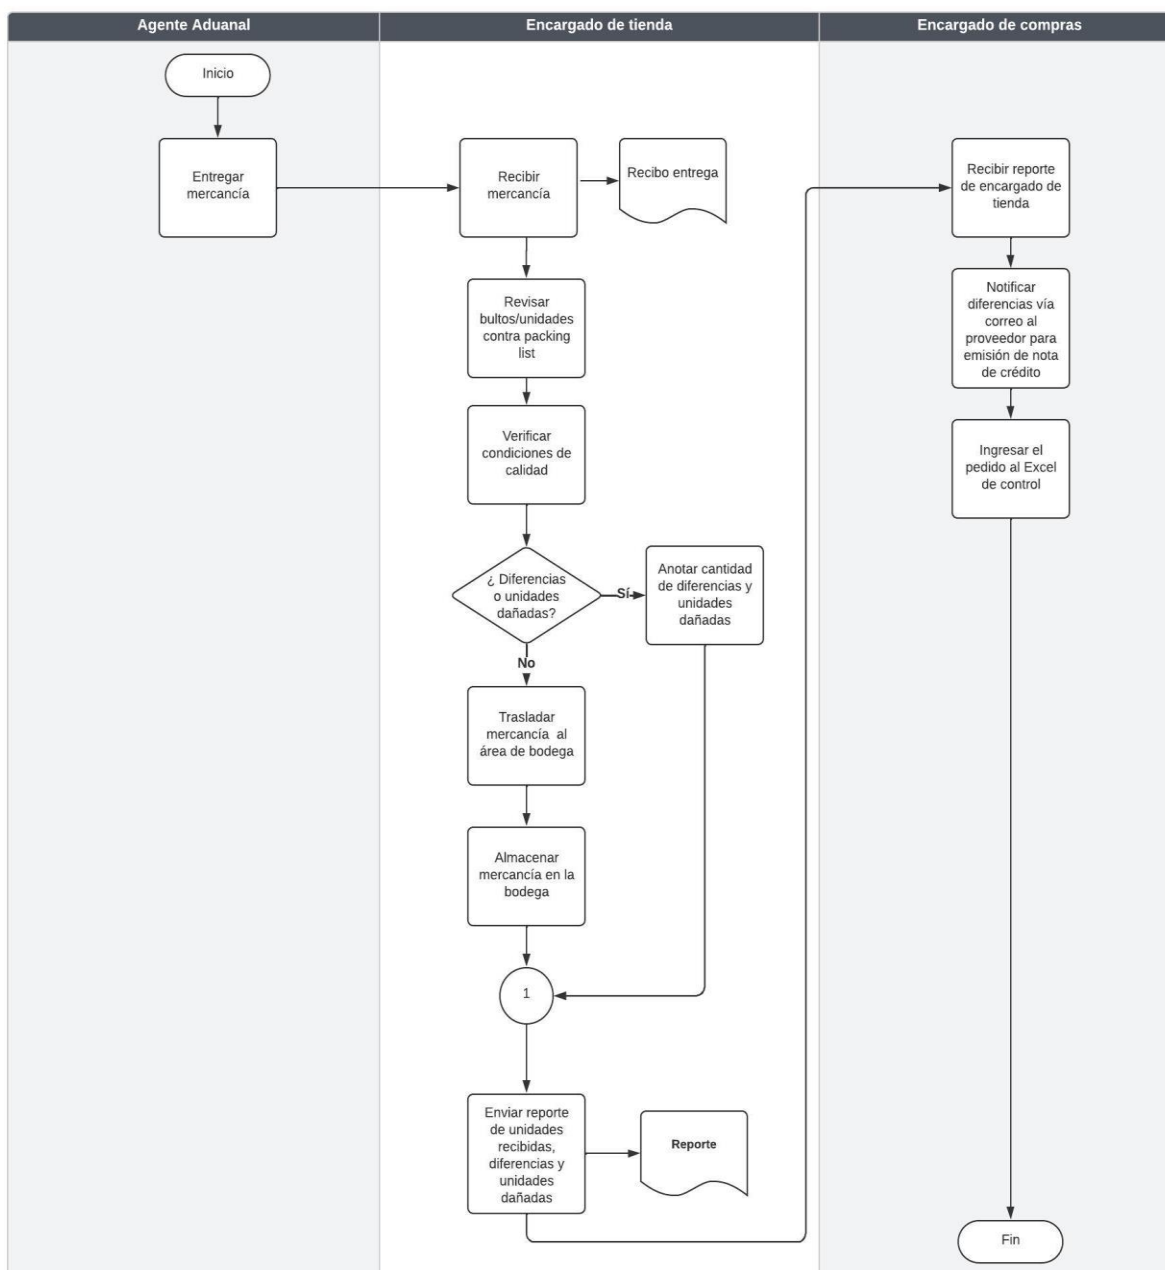 Agente Aduanal
Encargado de tienda
Encargado de compras
Inicio
Entregar
mercancía
Recibir
mercancía
Recibo entrega
Revisar
bultos/unidades
contra packing
list
Verificar
condiciones de
calidad
¿ Diferencias
o unidades
dañadas?
Sí
Anotar cantidad
de diferencias y
unidades
dañadas
No
Trasladar
mercancía al
área de bodega
Almacenar
mercancía en la
bodega
1
Enviar reporte
de unidades
recibidas,
diferencias y
unidades
dañadas
Reporte
Recibir reporte
de encargado de
tienda
Notificar
diferencias vía
correo al
proveedor para
emisión de nota
de crédito
Ingresar el
pedido al Excel
de control
Fin